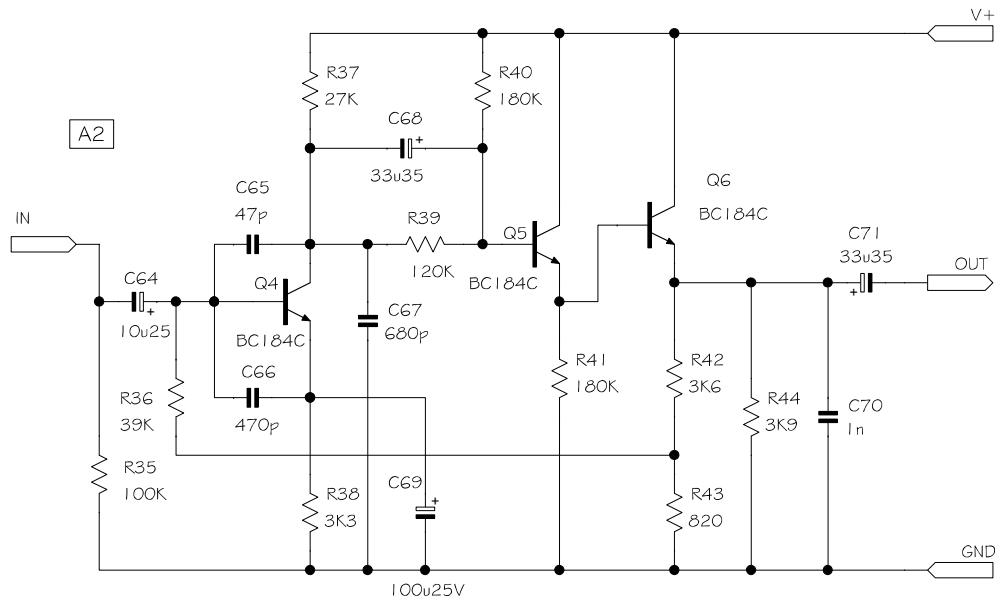 V+
R37
27K
R40
180K
A2
C68
+
33u35
Q6
BC184C
C65
47p
IN
R39
120K
Q5
BC184C
C71
33u35
+
OUT
C64
+
10u25
Q4
BC184C
C67
680p
C66
470p
R36
39K
R41
180K
R42
3K6
R44
3K9
C70
1n
R35
100K
R38
3K3
C69
+
100u25V
R43
820
GND